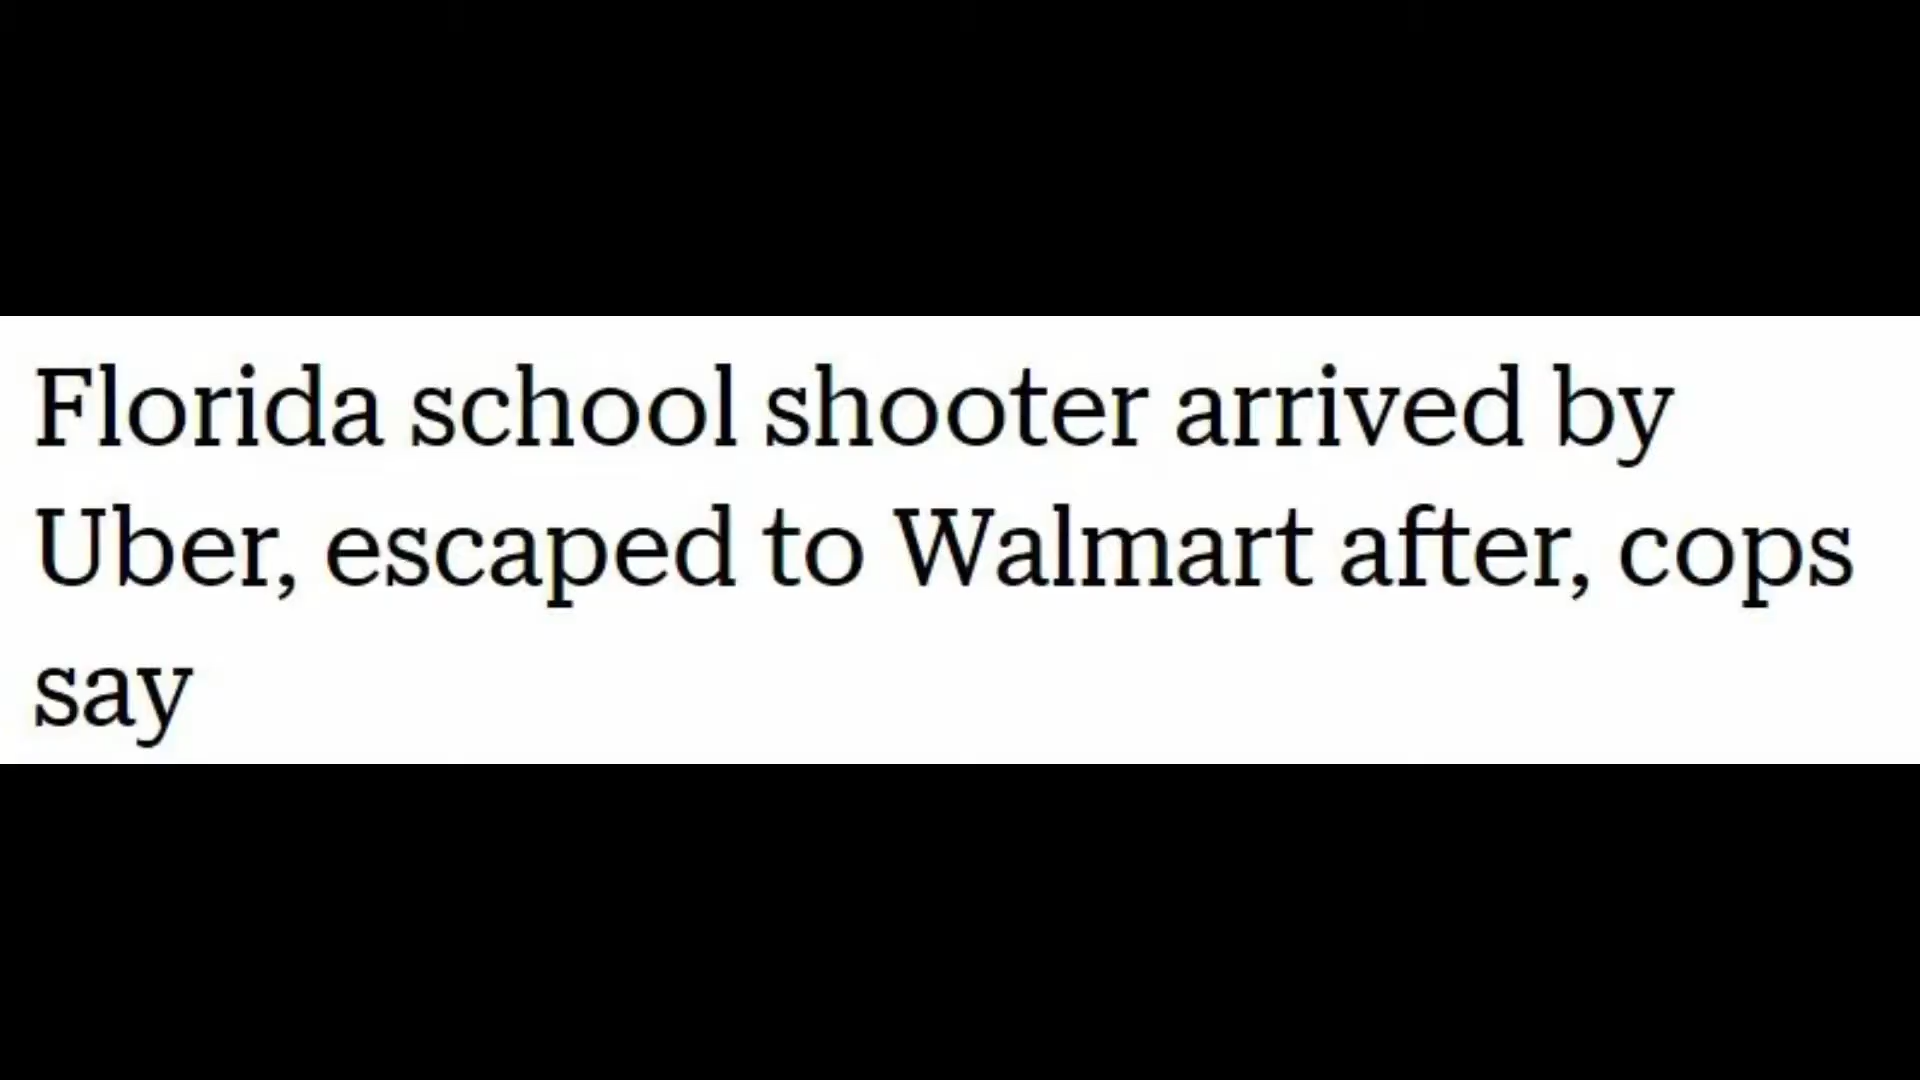 Florida school shooter arrived by
Uber, escaped to Walmart after, cops
say